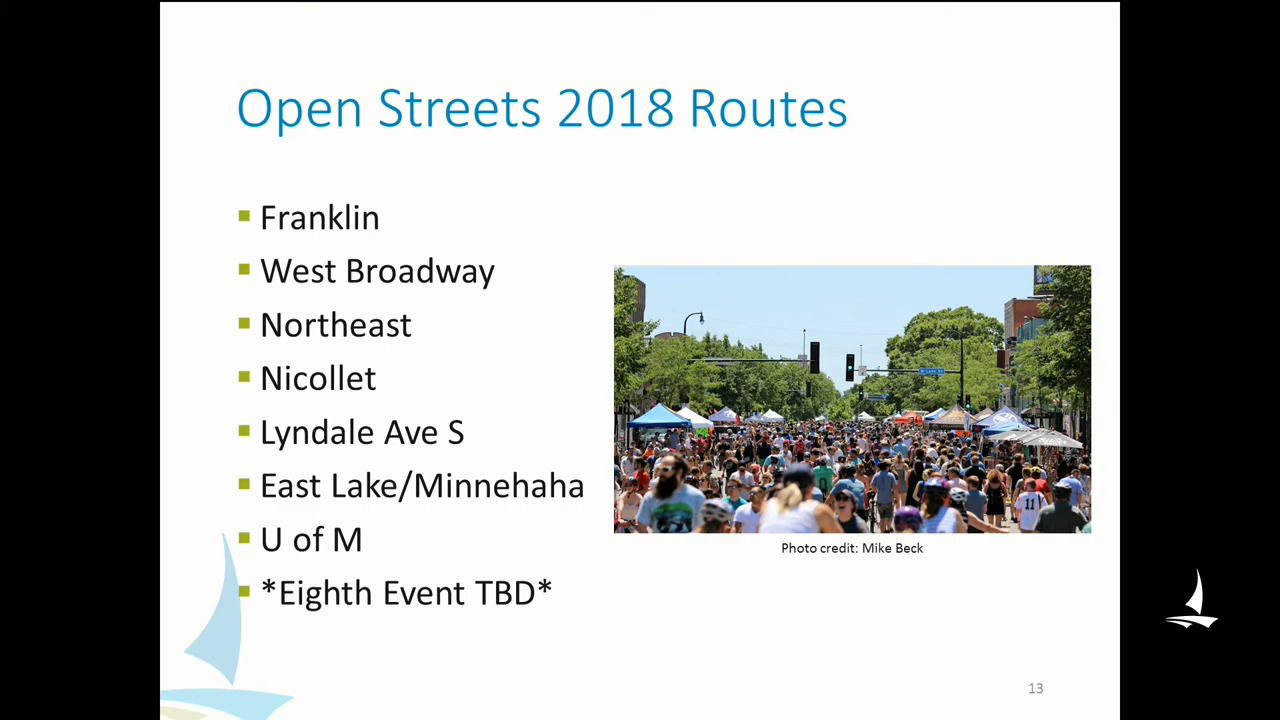 Open Streets 2018 Routes
Franklin
West Broadway
Northeast
Nicollet
Lyndale Ave S
East Lake/Minnehaha
U of M
*Eighth Event TBD*
11
Photo credit: Mike Beck
13